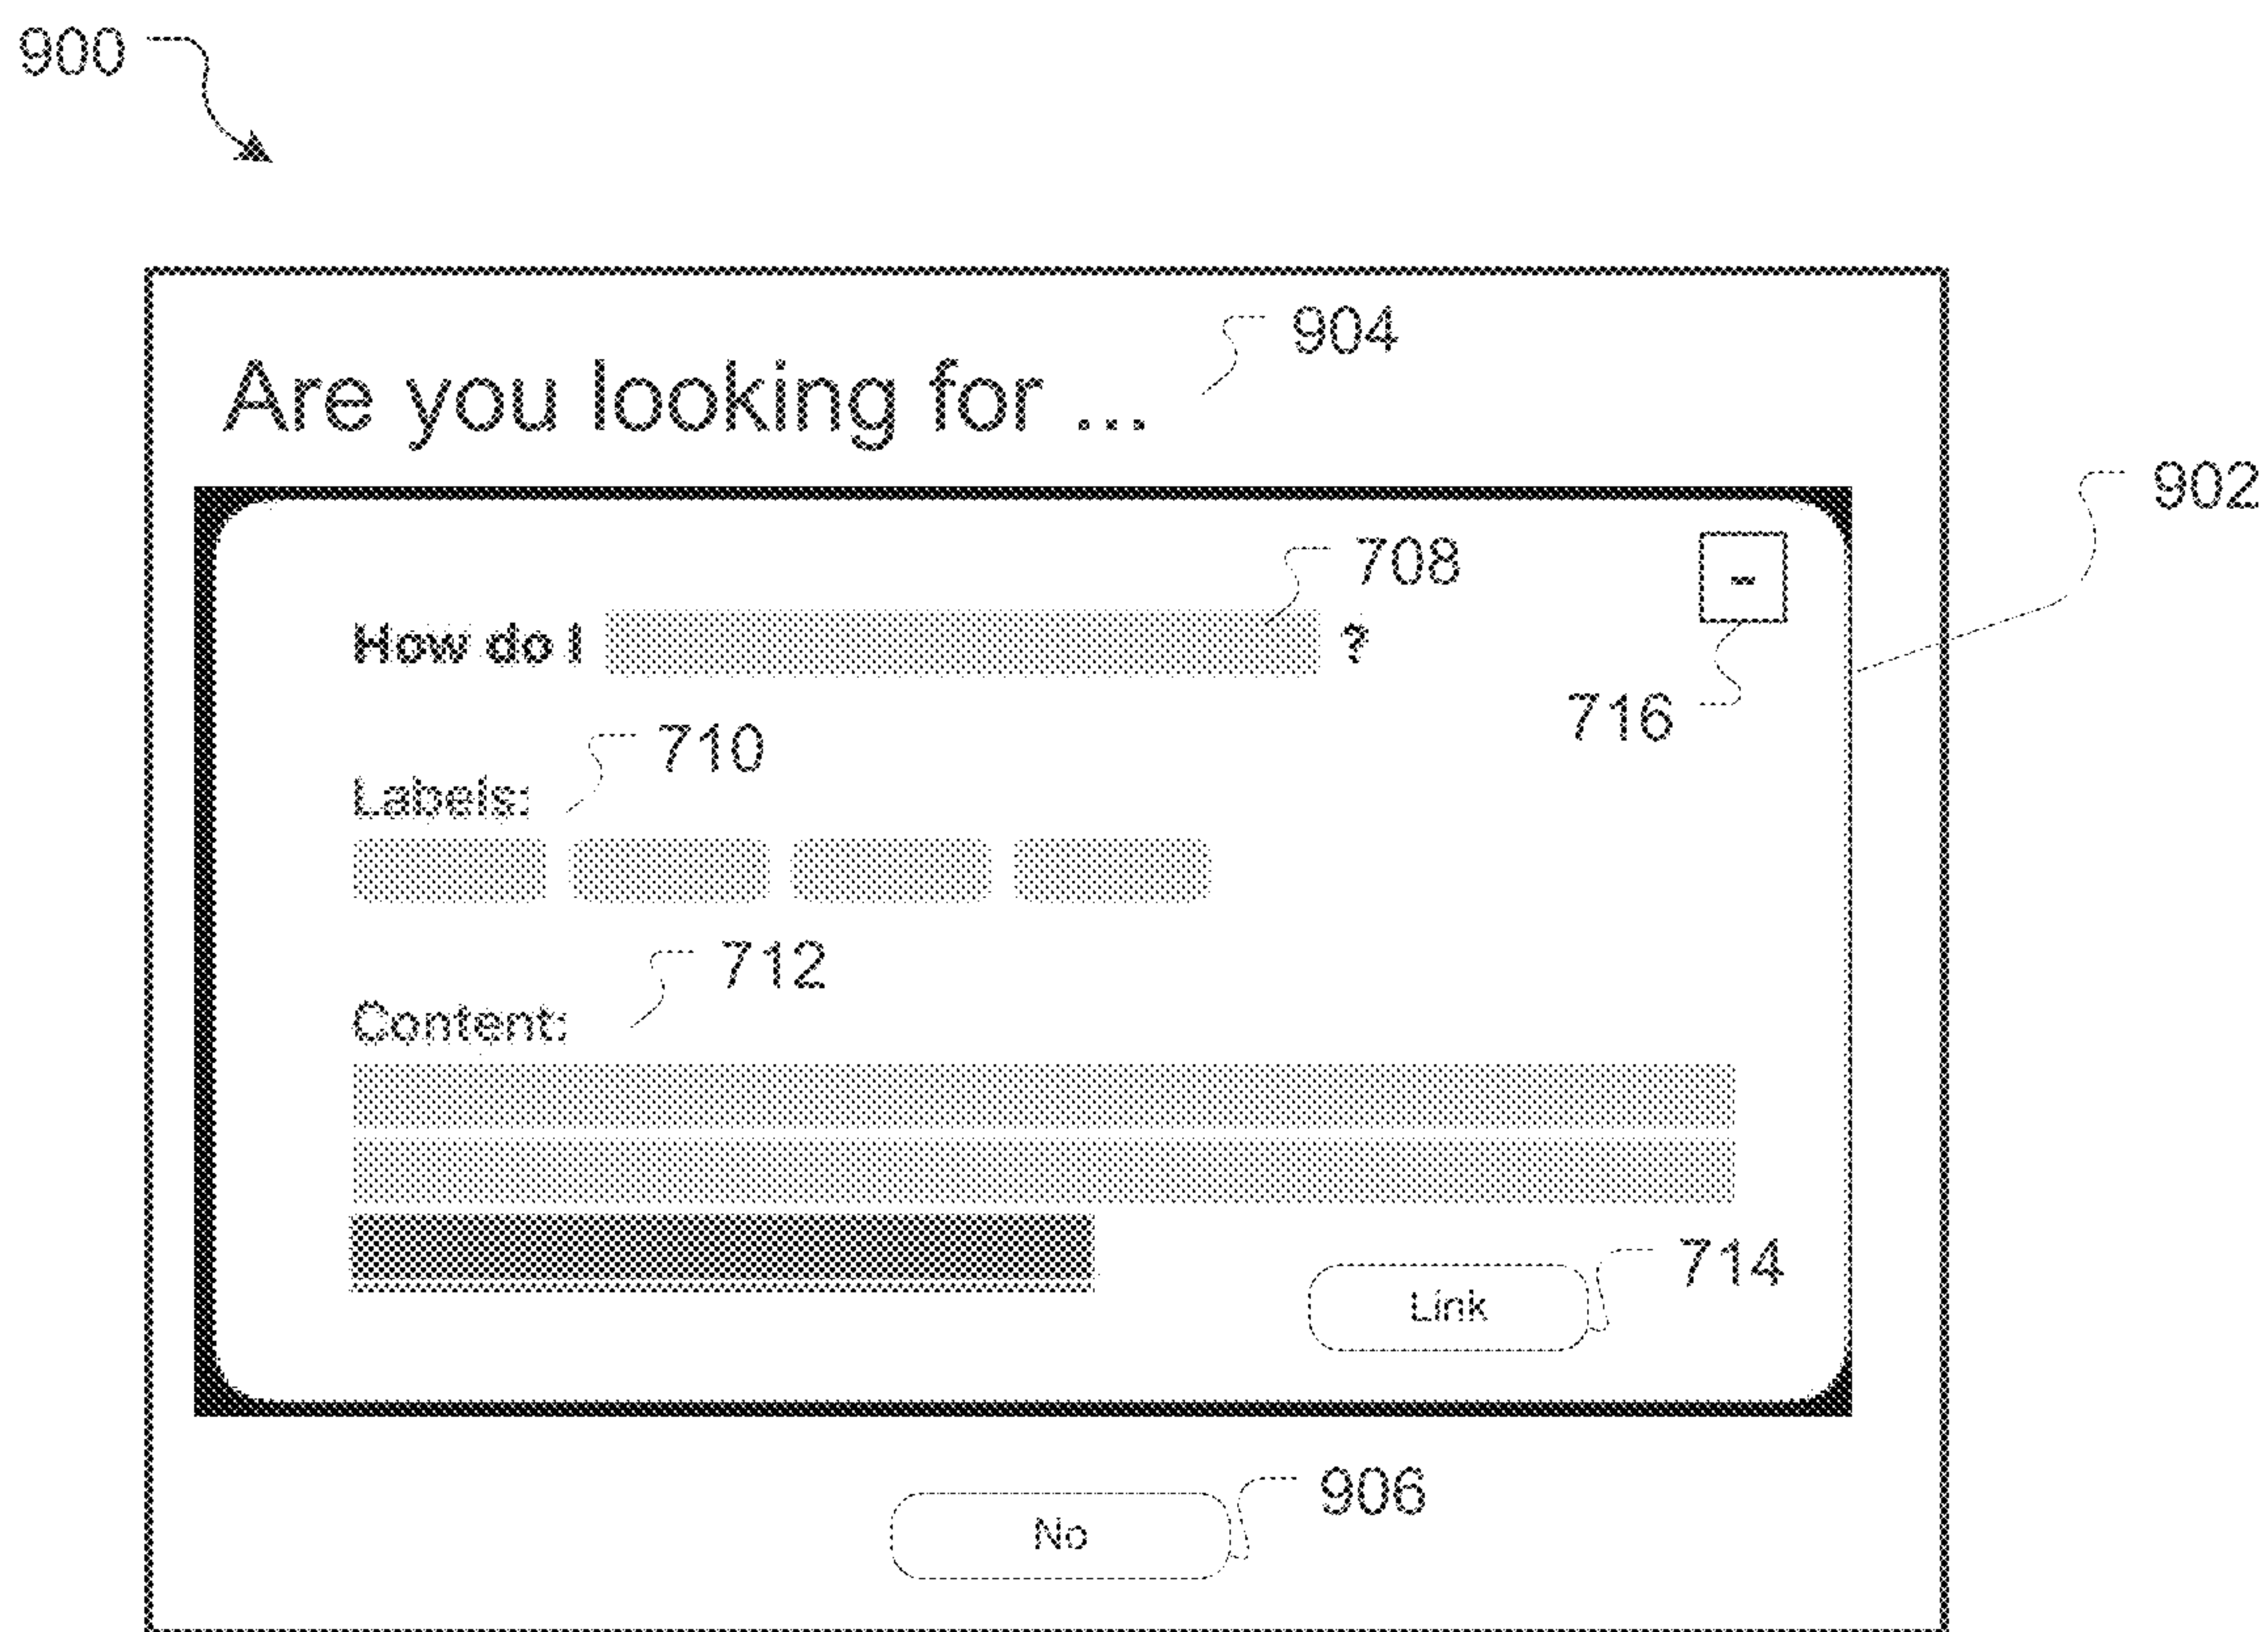 900
904
Are you looking for ...
902
708
-
How do I ?
716
710
Labels:
712
Content:
714
Link
906
No